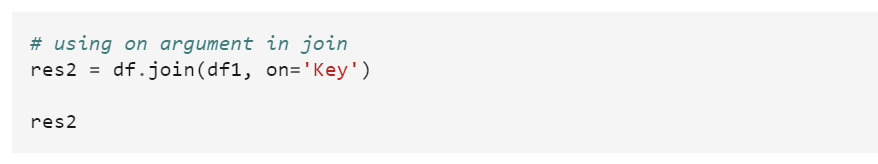 # using on argument in join
res2 = df.join(df1, on='Key')
res2